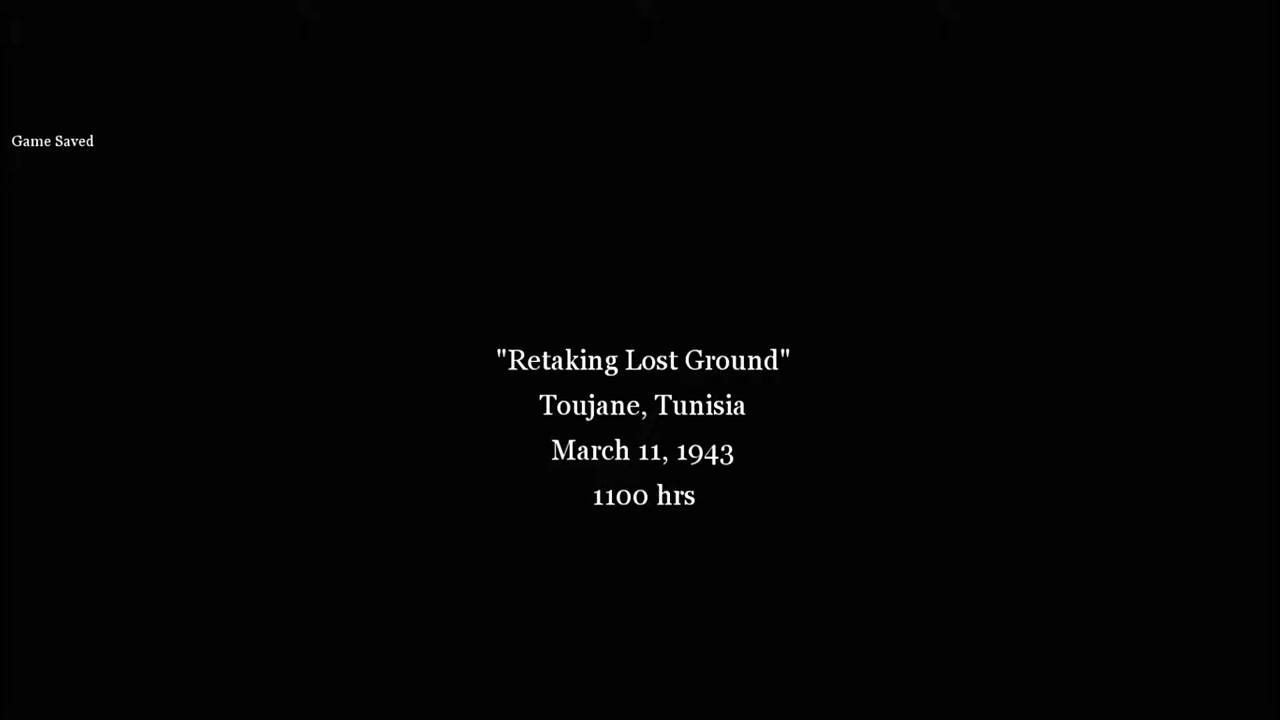 Game Saved
"Retaking Lost Ground"
Toujane, Tunisia
March 11, 1943
1100 hrs